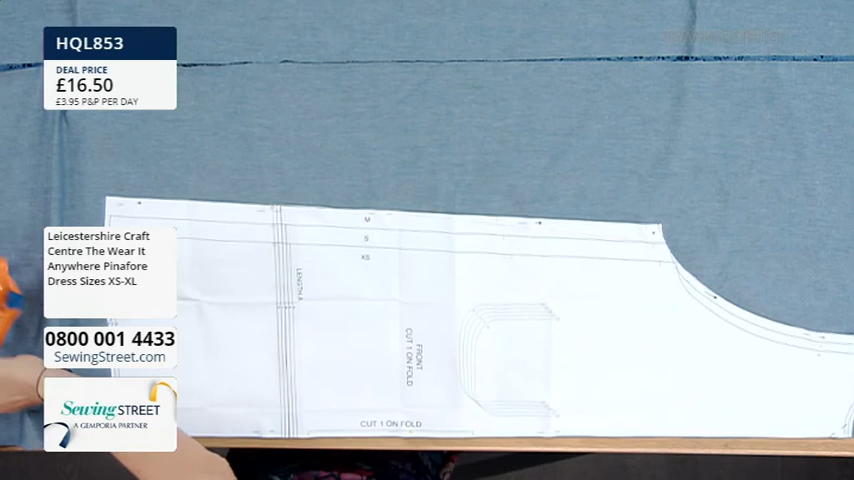 HQL853
DEAL PRICE
£16.50
£3.95 P&P PER DAY
Leicestershire Craft
Centre The Wear It
Anywhere Pinafore
Dress Sizes XS-XL
0800 001 4433
SewingStreet.com
Sewing STREET
A GEMPORIA PARTNER
M
S
XS
FRONT
CUT 1 ON FOLD
CUT 1 ON FOLD